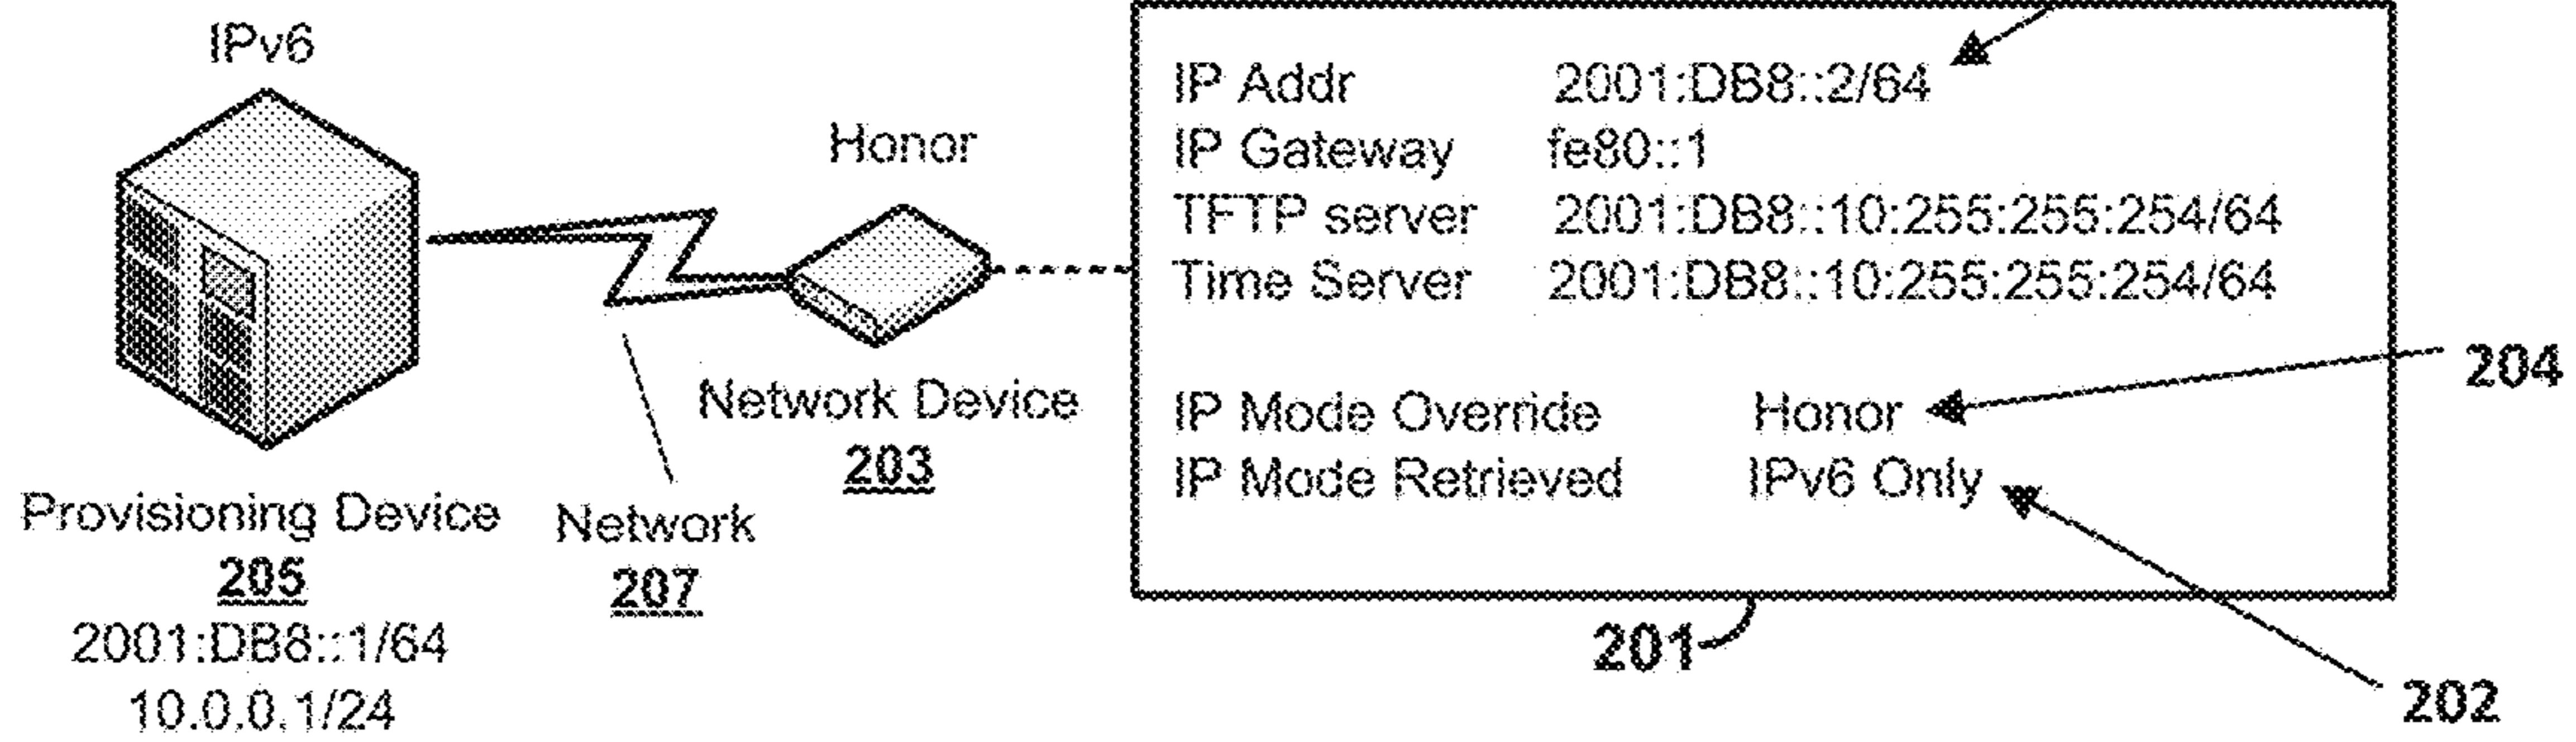 IPv6
Provisioning Device
205
2001:DB8::1/64
10.0.0.1/24
Network
207
Honor
Network Device
203
IP Addr 2001:DB8::2/64
IP Gateway fe80::1
TFTP server 2001:DB8::10:255:255:254/64
Time Server 2001:DB8::10:255:255:254/64
IP Mode Override Honor
IP Mode Retrieved IPv6 Only
201
204
202